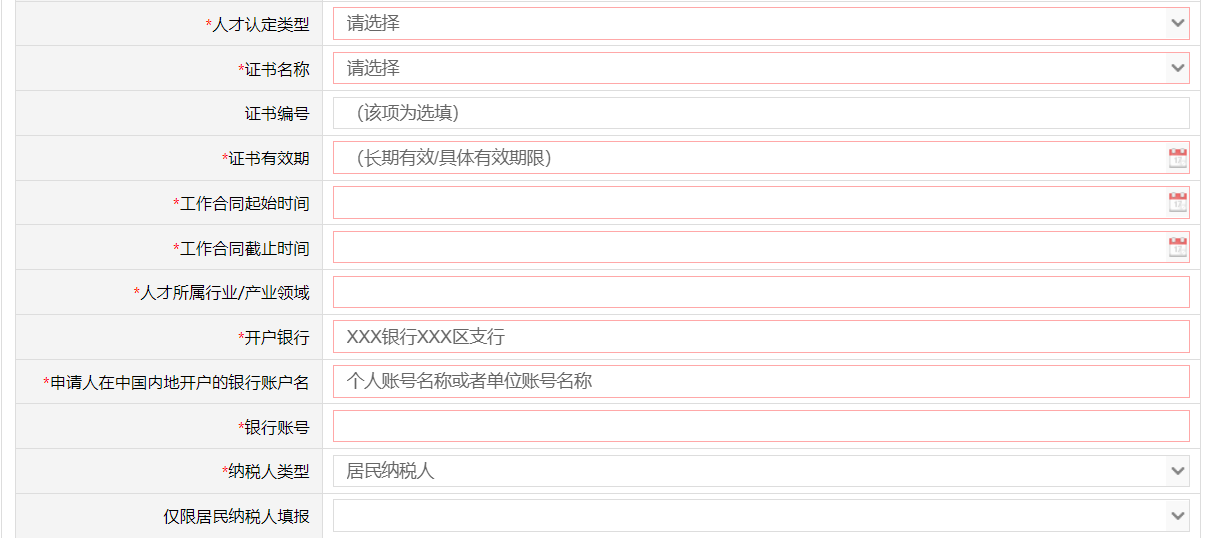 *人才认定类型 请选择
*证书名称 请选择
证书编号 （该项为选填）
*证书有效期 （长期有效/具体有效期限）
*工作合同起始时间
*工作合同截止时间
*人才所属行业/产业领域
*开户银行 XXX银行XXX区支行
*申请人在中国内地开户的银行账户名 个人账号名称或者单位账号名称
*银行账号
*纳税人类型 居民纳税人
仅限居民纳税人填报